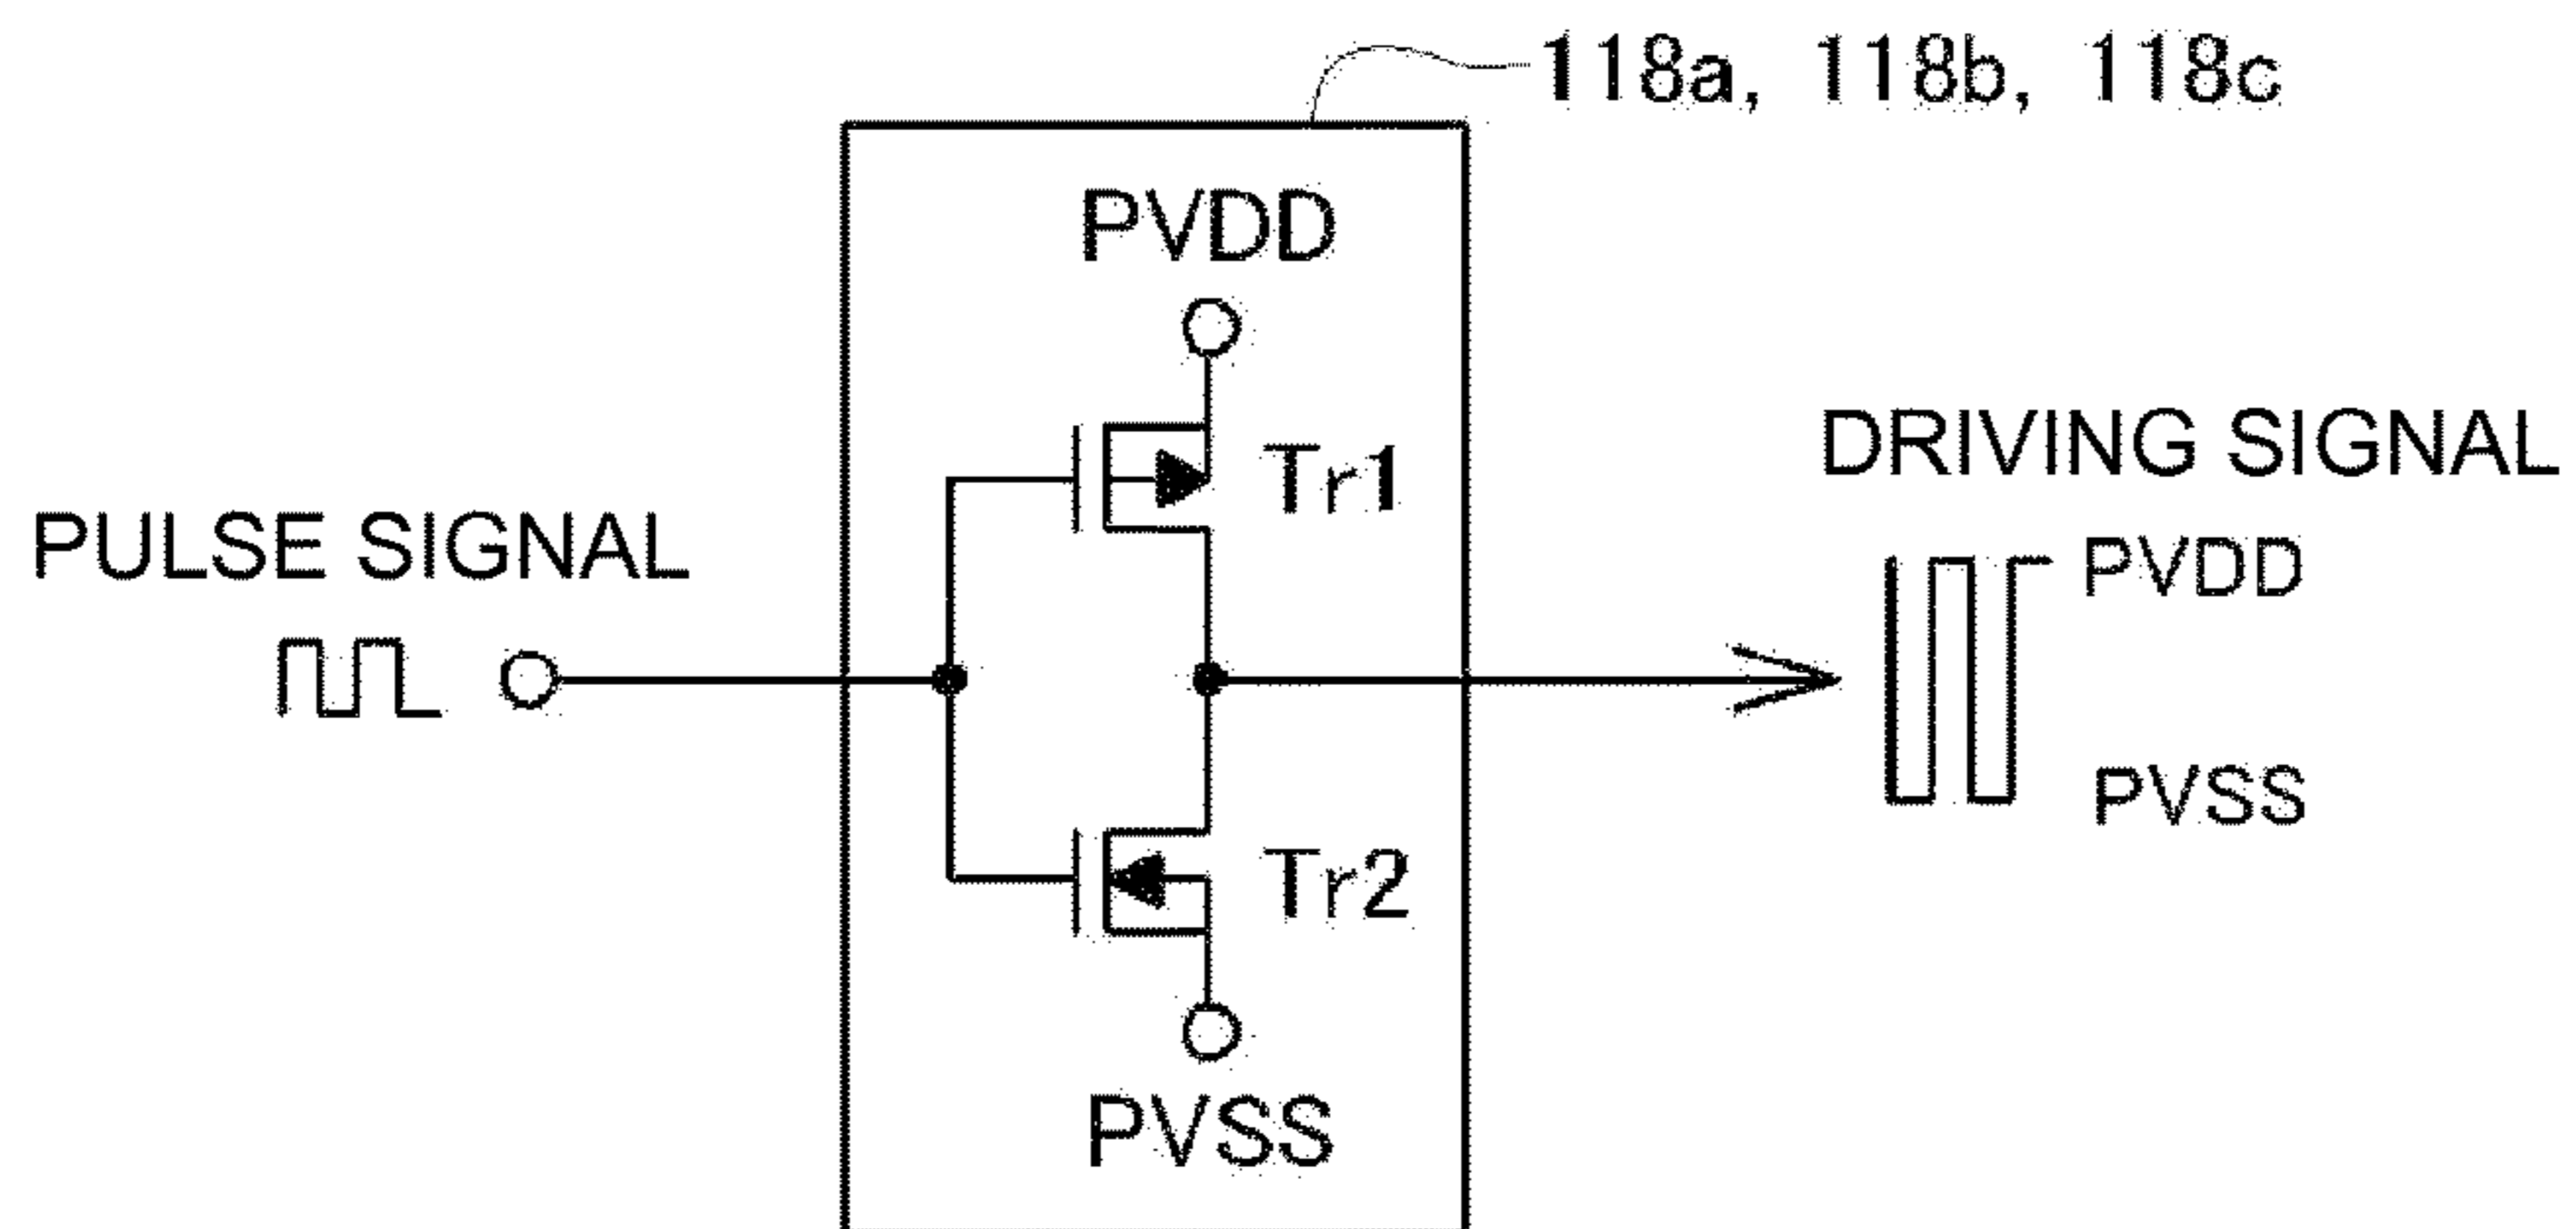 118a, 118b, 118c
PVDD
Tr1
DRIVING SIGNAL
PULSE SIGNAL
PVDD
Tr2
PVSS
PVSS